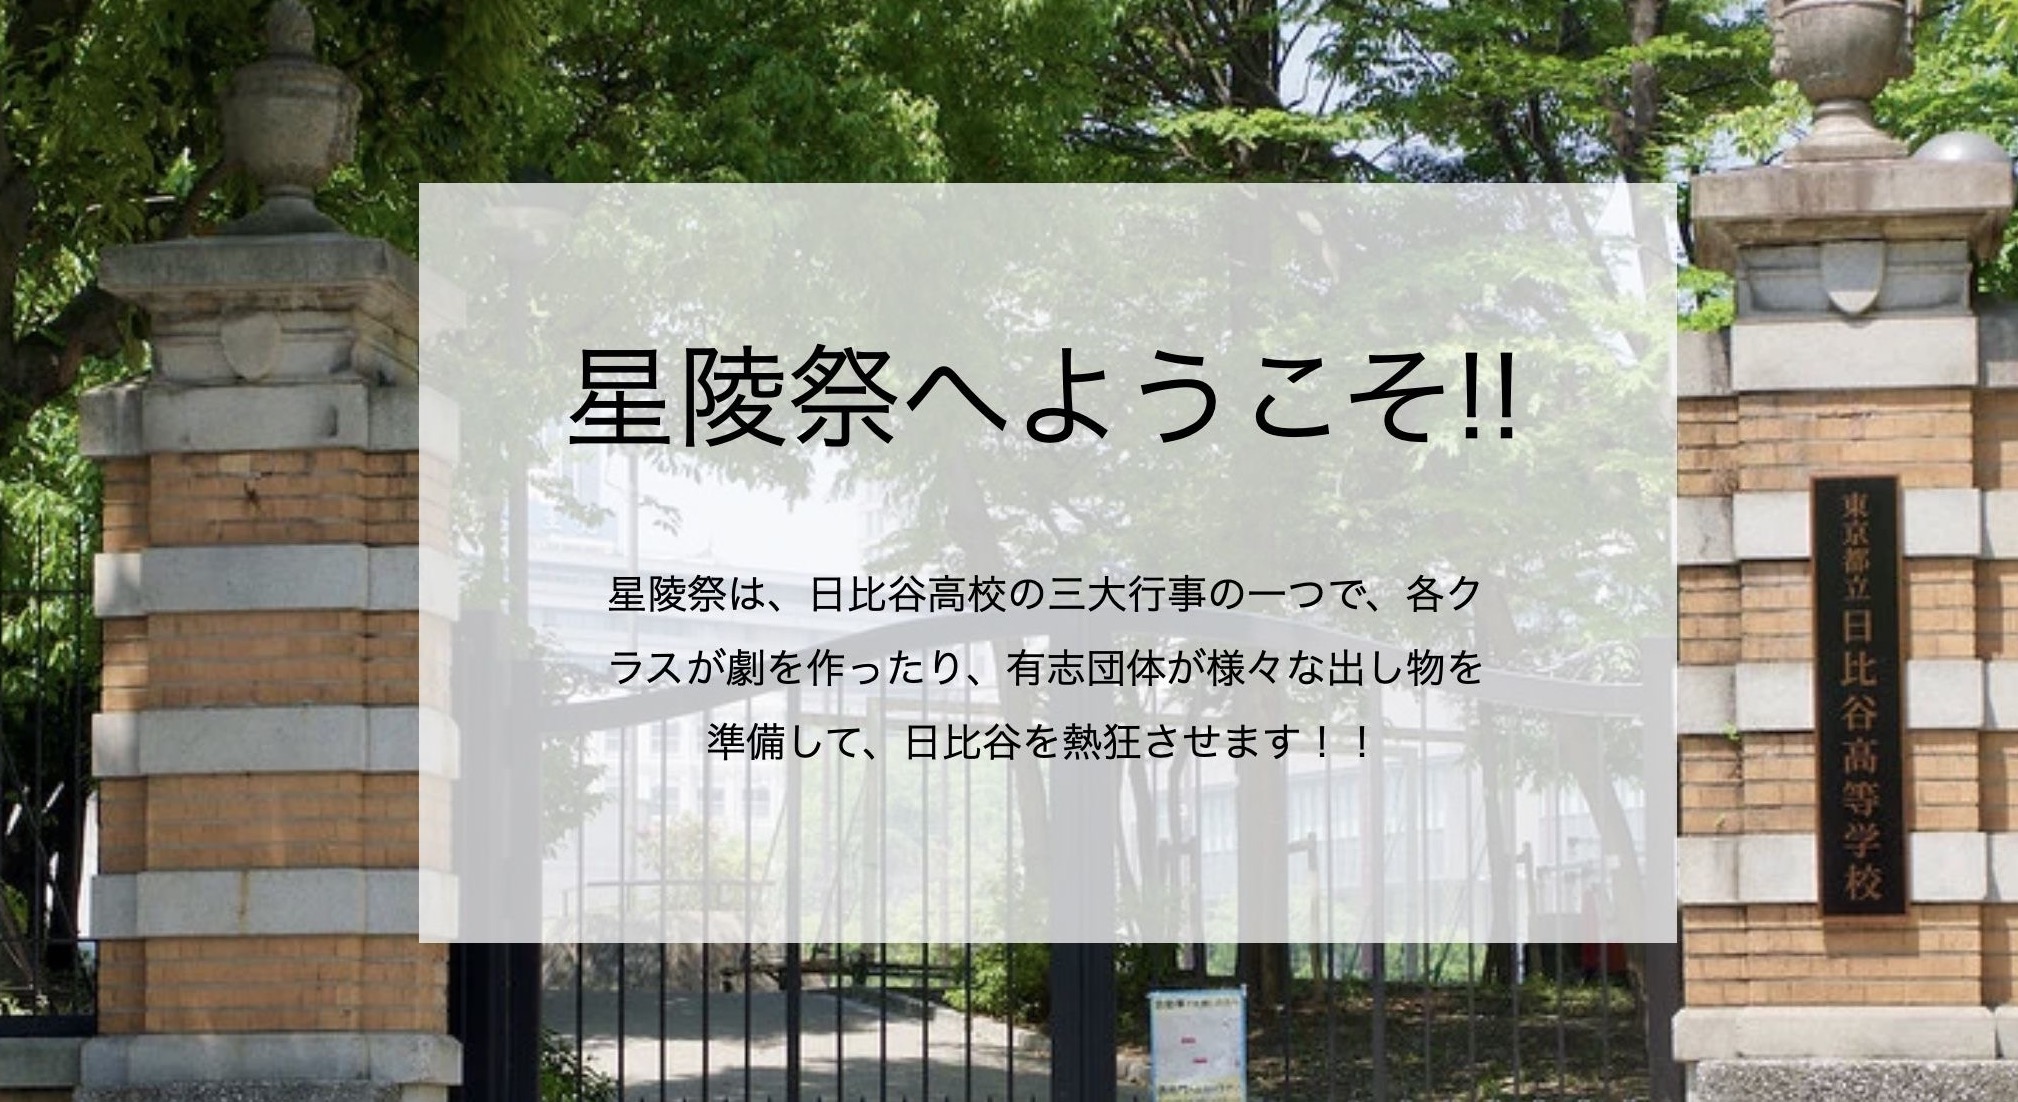 星陵祭へようこそ!!
星陵祭は、日比谷高校の三大行事の一つで、各ク
ラスが劇を作ったり、有志団体が様々な出し物を
準備して、日比谷を熱狂させます！！
東京都立日比谷高等学校